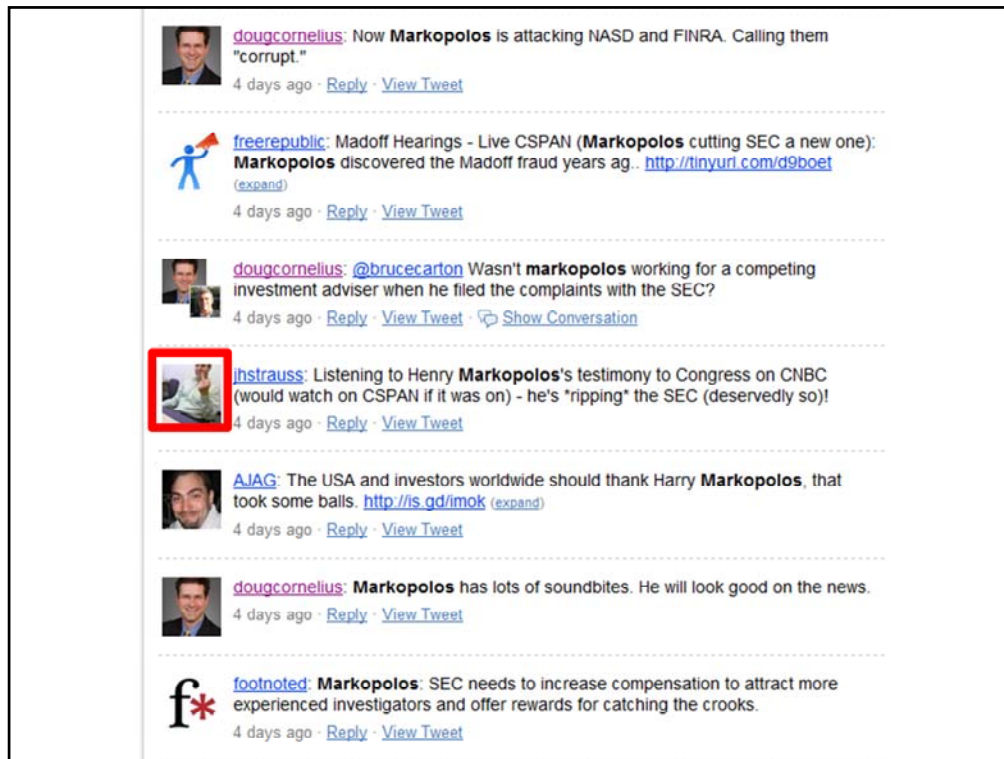 dougcornelius: Now Markopolos is attacking NASD and FINRA. Calling them
"corrupt."
4 days ago · Reply · View Tweet
freerepublic: Madoff Hearings - Live CSPAN (Markopolos cutting SEC a new one):
Markopolos discovered the Madoff fraud years ag.. http://tinyurl.com/d9boet
(expand)
4 days ago · Reply · View Tweet
dougcornelius: @brucecarton Wasn't markopolos working for a competing
investment adviser when he filed the complaints with the SEC?
4 days ago · Reply · View Tweet · Show Conversation
jhstrauss: Listening to Henry Markopolos's testimony to Congress on CNBC
(would watch on CSPAN if it was on) - he's *ripping* the SEC (deservedly so)!
4 days ago · Reply · View Tweet
AJAG: The USA and investors worldwide should thank Harry Markopolos, that
took some balls. http://is.gd/imok (expand)
4 days ago · Reply · View Tweet
dougcornelius: Markopolos has lots of soundbites. He will look good on the news.
4 days ago · Reply · View Tweet
f*
footnoted: Markopolos: SEC needs to increase compensation to attract more
experienced investigators and offer rewards for catching the crooks.
4 days ago · Reply · View Tweet